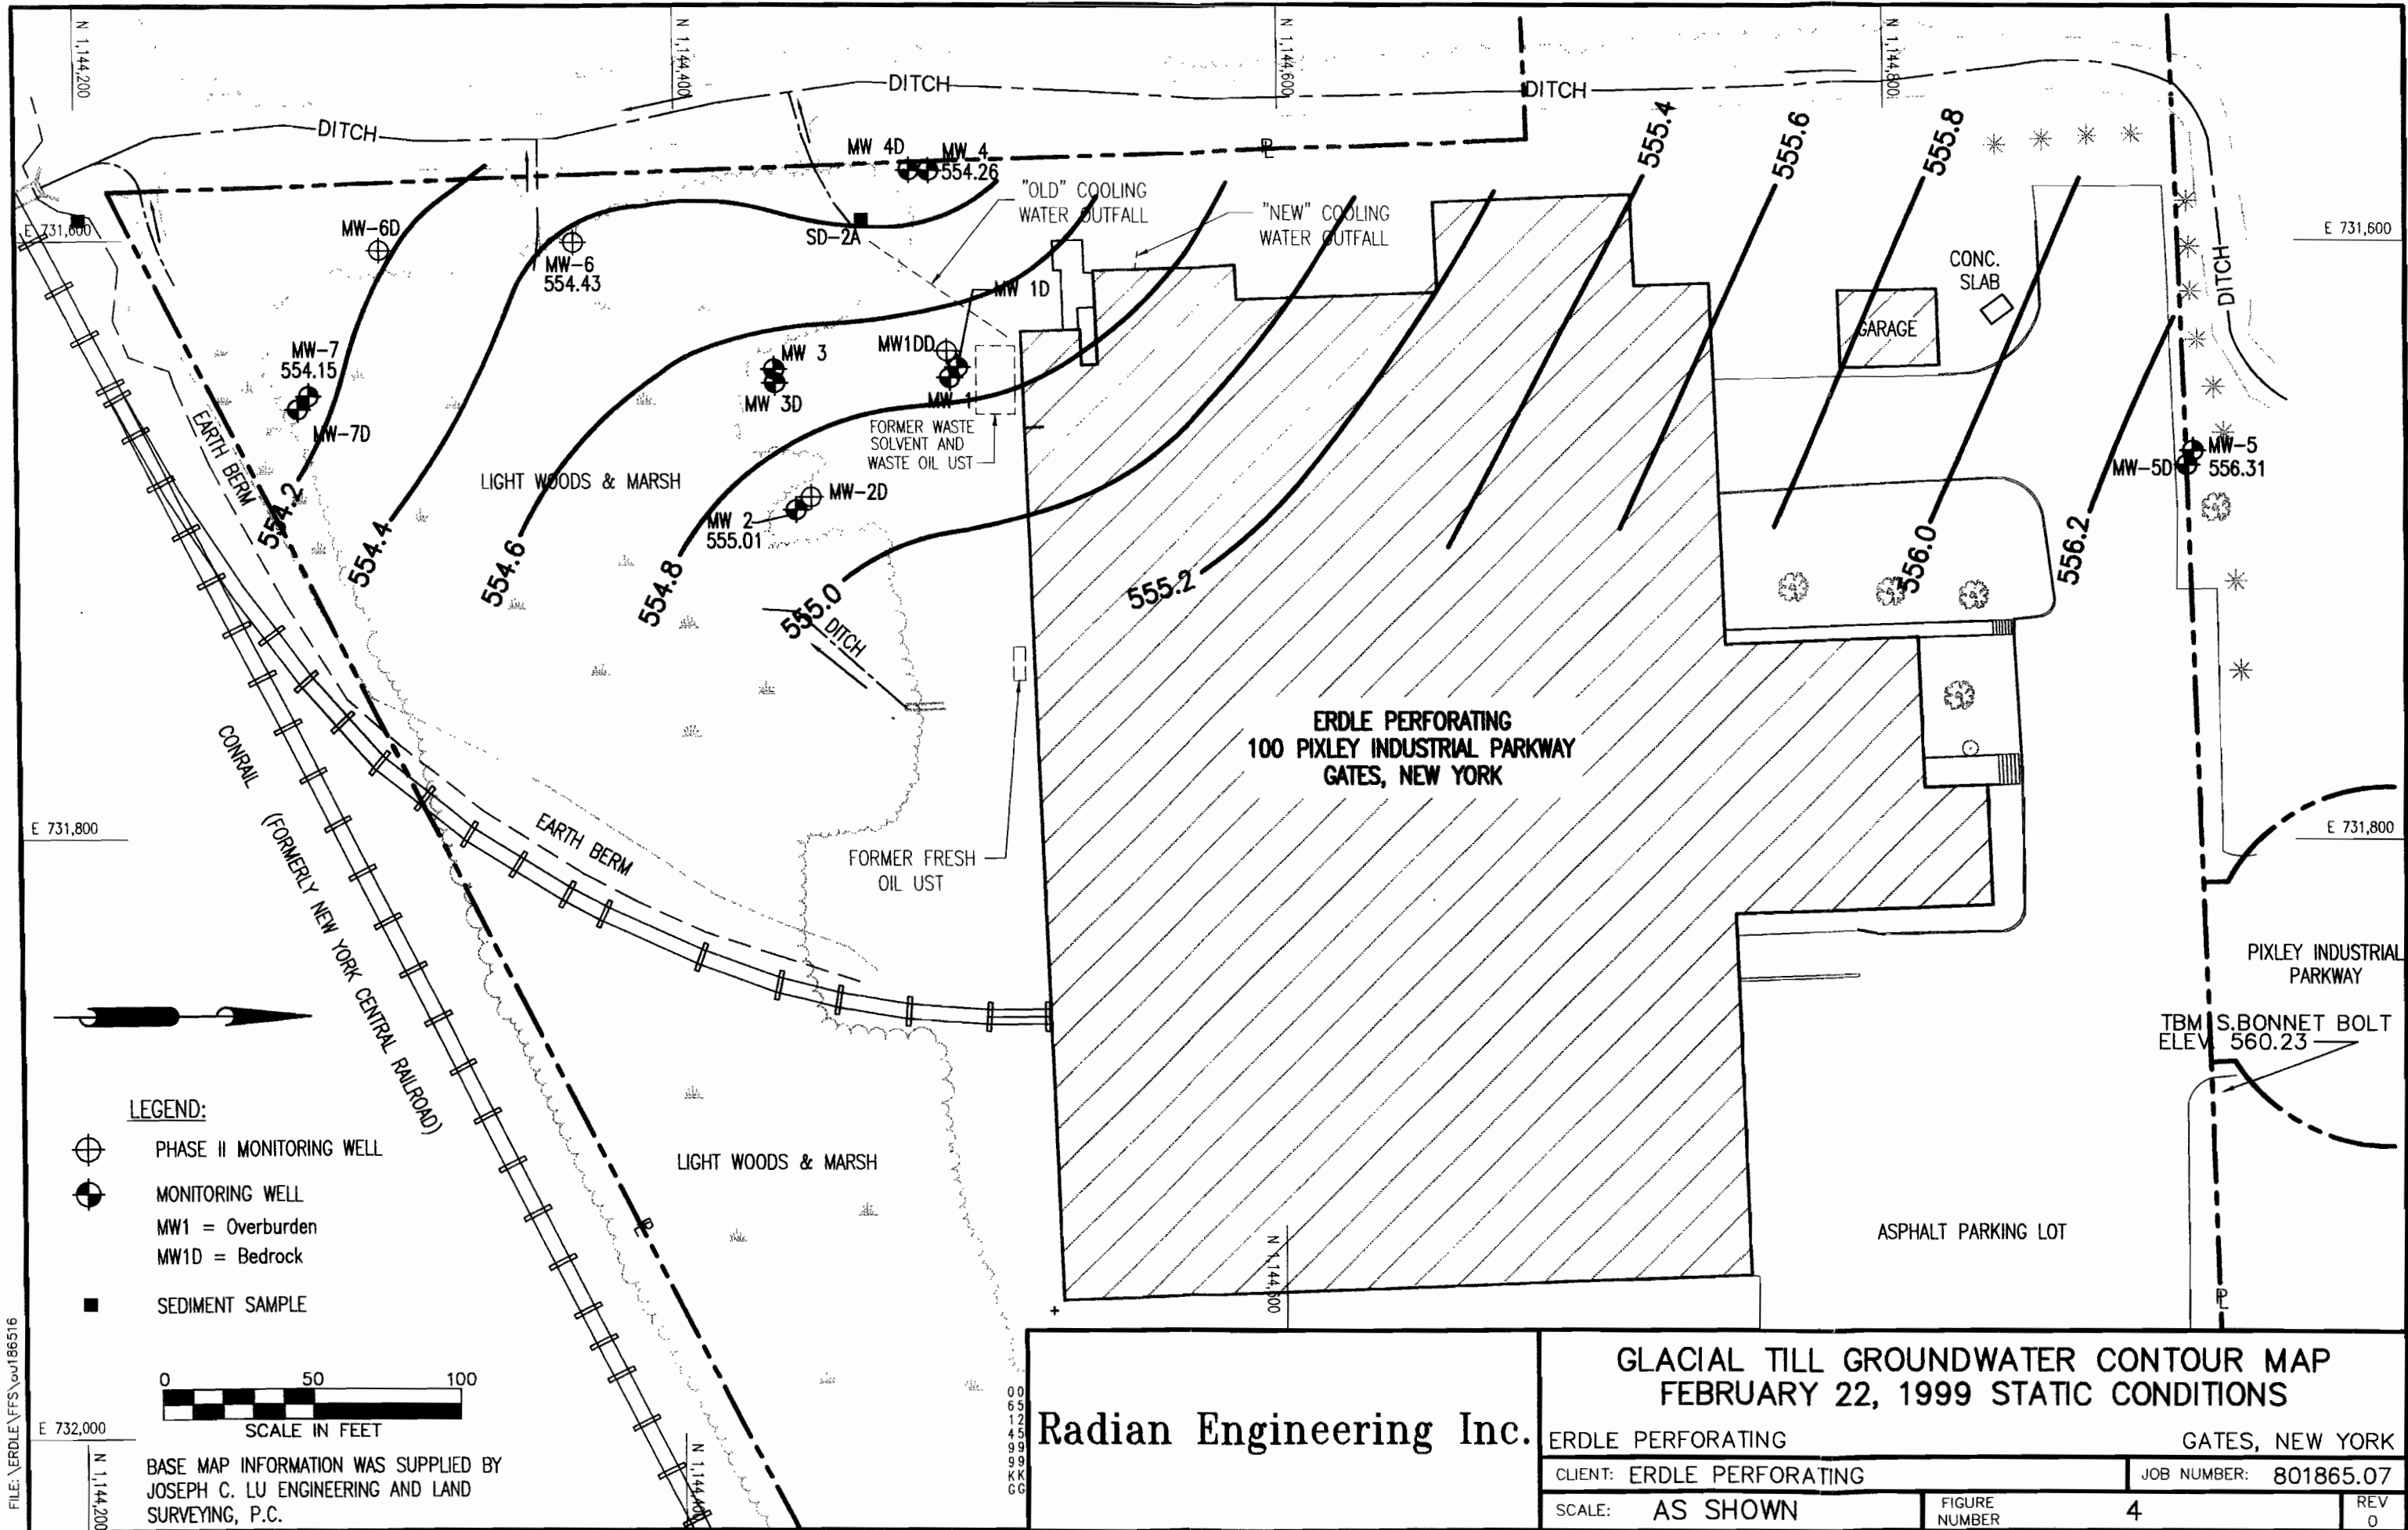 N 1,144,200
N 1,144,400
N 1,144,600
N 1,144,800
DITCH
DITCH
DITCH
DITCH
E 731,600
E 731,600
MW 4D
MW 4
554.26
"OLD" COOLING
WATER OUTFALL
"NEW" COOLING
WATER OUTFALL
555.4
555.6
555.8
MW-6D
MW-6
554.43
SD-2A
CONC.
SLAB
GARAGE
MW-7
554.15
MW-7D
MW 3
MW 3D
MW1DD
MW 1D
MW 1
FORMER WASTE
SOLVENT AND
WASTE OIL UST
EARTH BERM
LIGHT WOODS & MARSH
MW-2D
MW 2
555.01
MW-5
556.31
MW-5D
554.2
554.4
554.6
554.8
555.0
555.2
556.0
556.2
DITCH
ERDLE PERFORATING
100 PIXLEY INDUSTRIAL PARKWAY
GATES, NEW YORK
CONRAIL (FORMERLY NEW YORK CENTRAL RAILROAD)
E 731,800
E 731,800
EARTH BERM
FORMER FRESH
OIL UST
PIXLEY INDUSTRIAL
PARKWAY
TBM S.BONNET BOLT
ELEV 560.23
LEGEND:
PHASE II MONITORING WELL
MONITORING WELL
MW1 = Overburden
MW1D = Bedrock
SEDIMENT SAMPLE
LIGHT WOODS & MARSH
ASPHALT PARKING LOT
N 1,144,600
0 50 100
SCALE IN FEET
E 732,000
N 1,144,200
N 1,144,400
BASE MAP INFORMATION WAS SUPPLIED BY
JOSEPH C. LU ENGINEERING AND LAND
SURVEYING, P.C.
FILE: \ERDLE\FFS\
00
65
12
45
99
99
KK
GG
Radian Engineering Inc.
GLACIAL TILL GROUNDWATER CONTOUR MAP
FEBRUARY 22, 1999 STATIC CONDITIONS
ERDLE PERFORATING GATES, NEW YORK
CLIENT: ERDLE PERFORATING JOB NUMBER: 801865.07
SCALE: AS SHOWN FIGURE NUMBER 4 REV 0